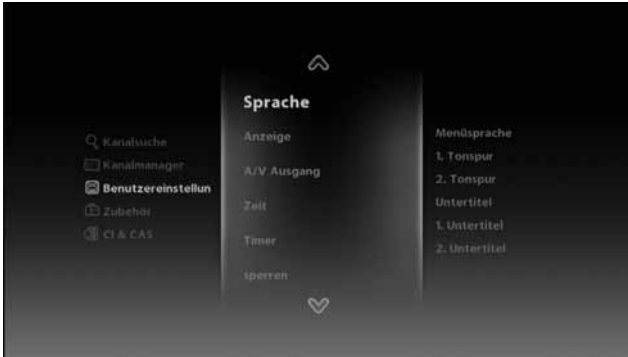 Kanalsuche
Kanalmanager
Benutzereinstellun
Zubehör
CI & CAS
Sprache
Anzeige
A/V Ausgang
Zeit
Timer
sperren
Menüsprache
1. Tonspur
2. Tonspur
Untertitel
1. Untertitel
2. Untertitel